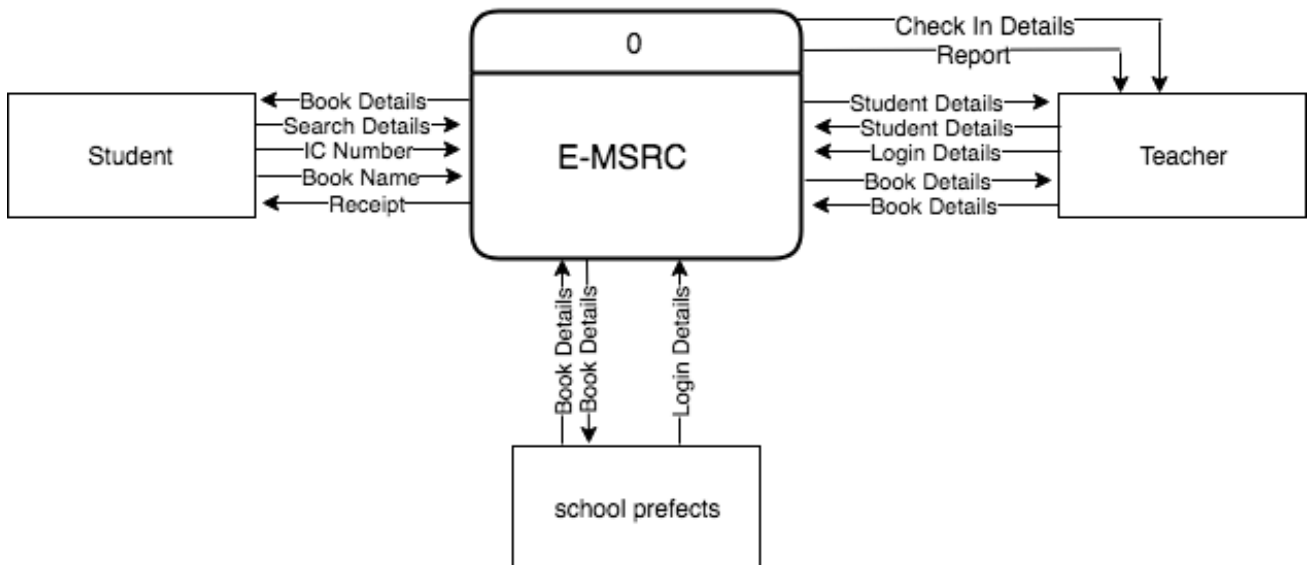 0
E-MSRC
Check In Details
Report
Student
Book Details
Search Details
IC Number
Book Name
Receipt
Student Details
Student Details
Login Details
Book Details
Book Details
Teacher
Book Details
Book Details
Login Details
school prefects